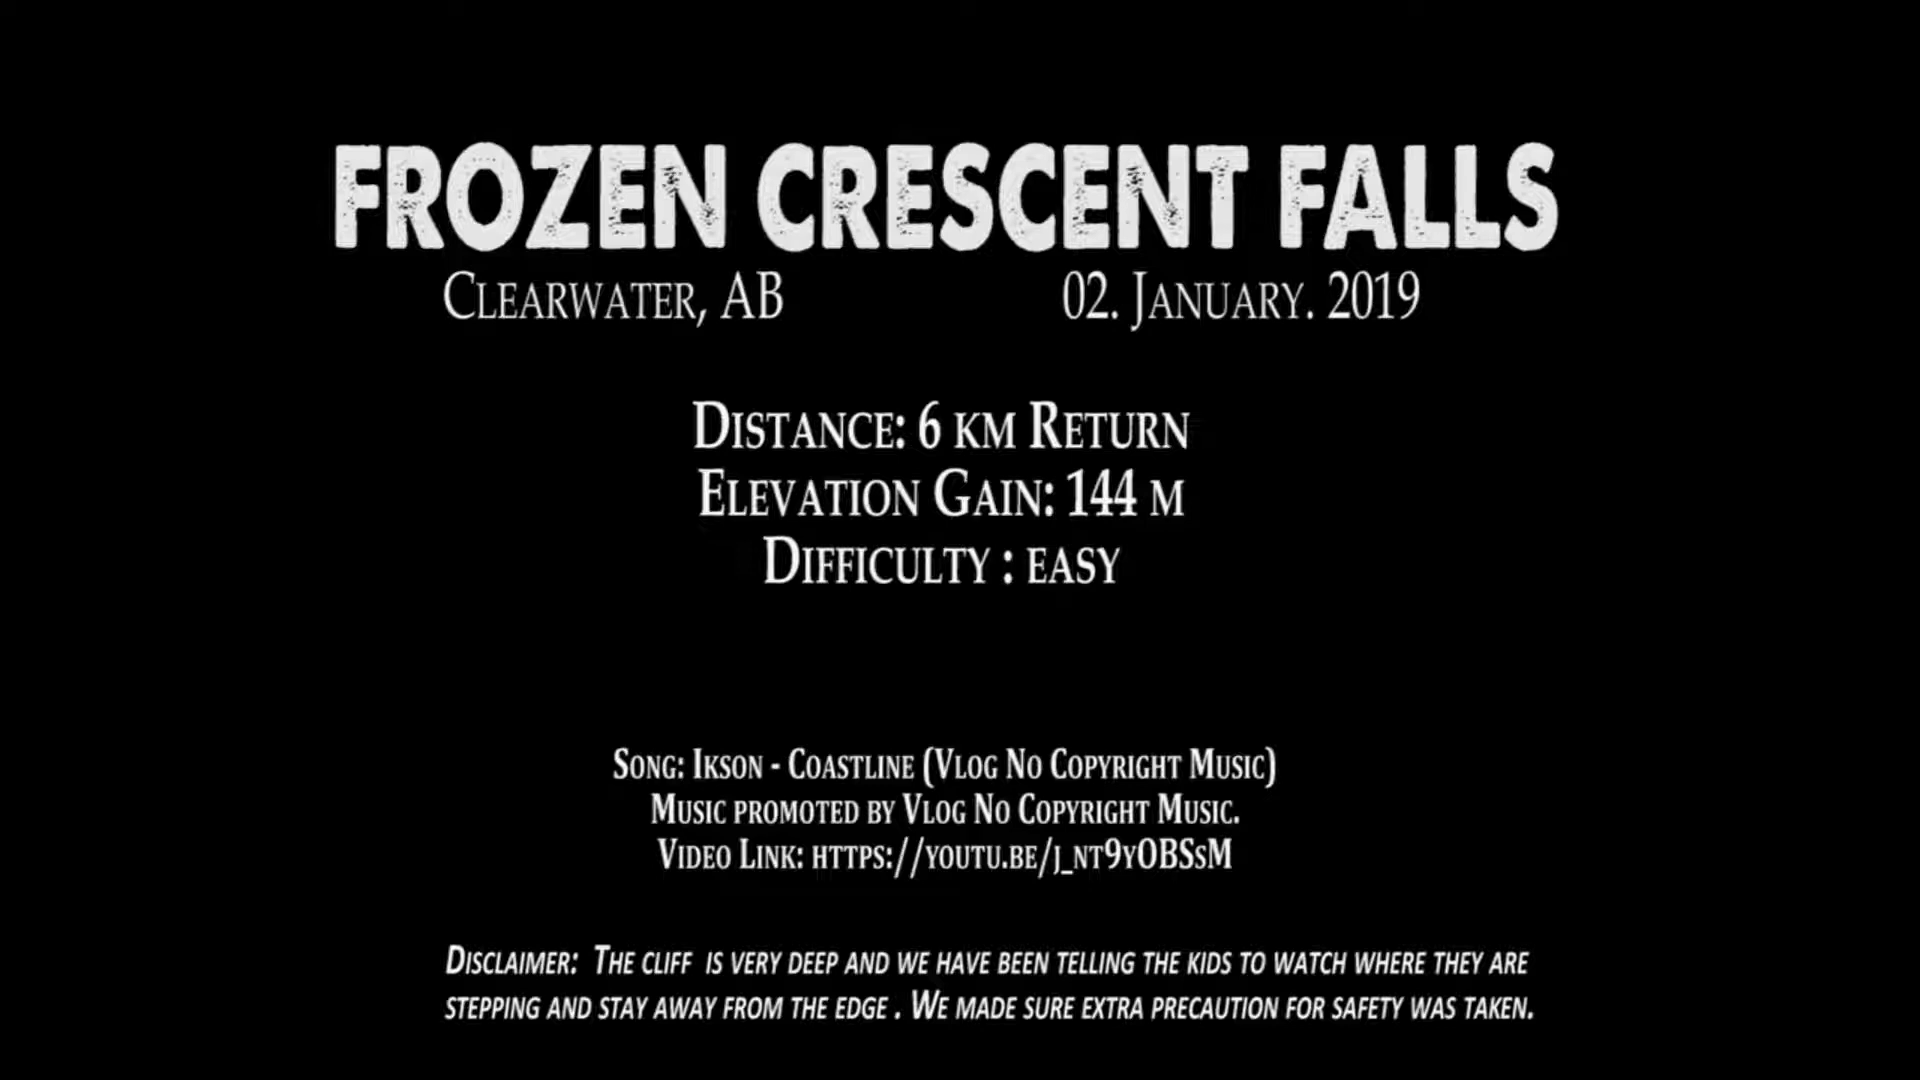 FROZEN CRESCENT FALLS
CLEARWATER, AB 02. JANUARY. 2019
DISTANCE: 6 KM RETURN
ELEVATION GAIN: 144 M
DIFFICULTY : EASY
SONG: IKSON - COASTLINE (VLOG NO COPYRIGHT MUSIC)
MUSIC PROMOTED BY VLOG NO COPYRIGHT MUSIC.
VIDEO LINK: HTTPS://YOUTU.BE/J_NT9YOBSSM
DISCLAIMER: THE CLIFF IS VERY DEEP AND WE HAVE BEEN TELLING THE KIDS TO WATCH WHERE THEY ARE
STEPPING AND STAY AWAY FROM THE EDGE . WE MADE SURE EXTRA PRECAUTION FOR SAFETY WAS TAKEN.